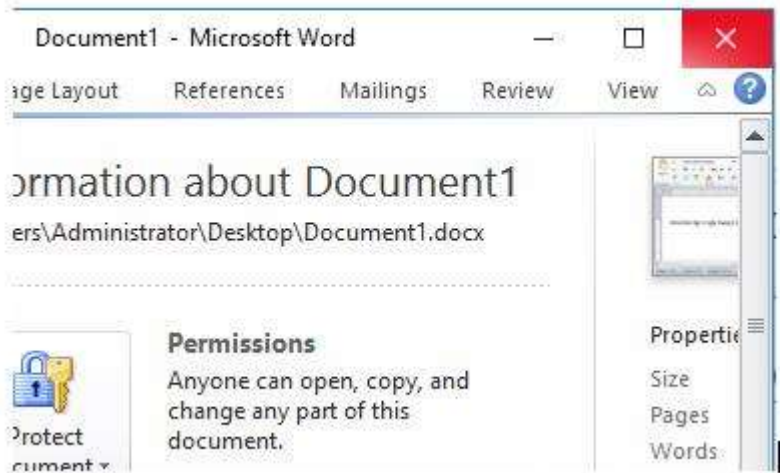 Document1 - Microsoft Word
age Layout References Mailings Review View
ormation about Document1
ers\Administrator\Desktop\Document1.docx
Permissions
Anyone can open, copy, and
change any part of this
document.
Protect
cument
Propertie
Size
Pages
Words